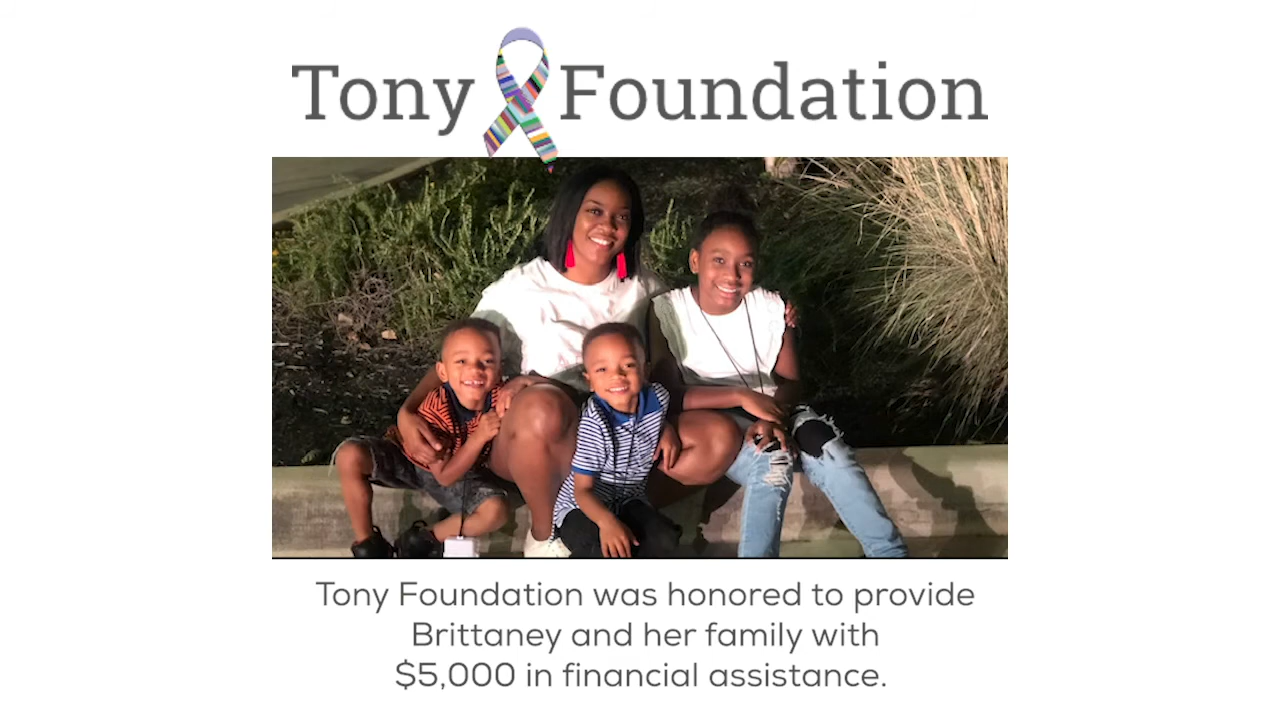 Tony Foundation
Tony Foundation was honored to provide
Brittaney and her family with
$5,000 in financial assistance.